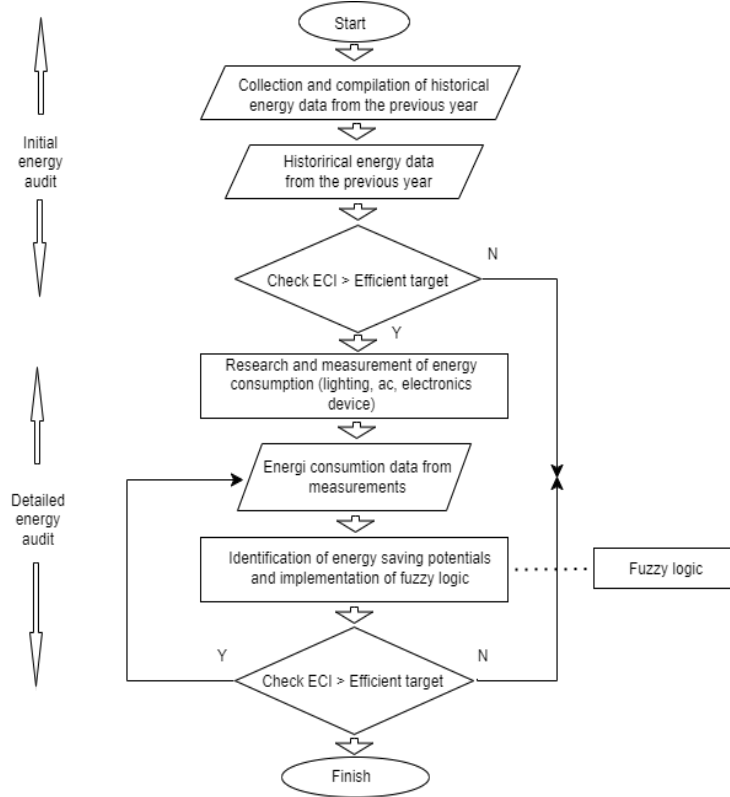 Start
Collection and compilation of historical
energy data from the previous year
Initial
energy
audit
Historirical energy data
from the previous year
N
Check ECI > Efficient target
Y
Research and measurement of energy
consumption (lighting, ac, electronics
device)
Energi consumtion data from
measurements
Detailed
energy
audit
Identification of energy saving potentials
and implementation of fuzzy logic
Fuzzy logic
Y
N
Check ECI > Efficient target
Finish